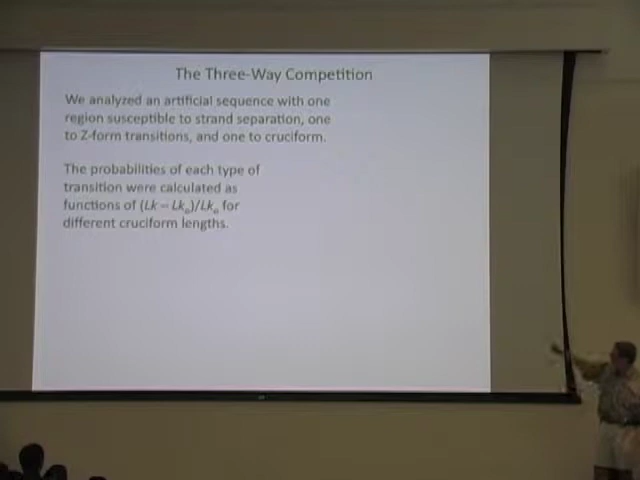 The Three-Way Competition
We analyzed an artificial sequence with one
region susceptible to strand separation, one
to Z-form transitions, and one to cruciform.
The probabilities of each type of
transition were calculated as
functions of (Lk – Lk₀)/Lk₀ for
different cruciform lengths.